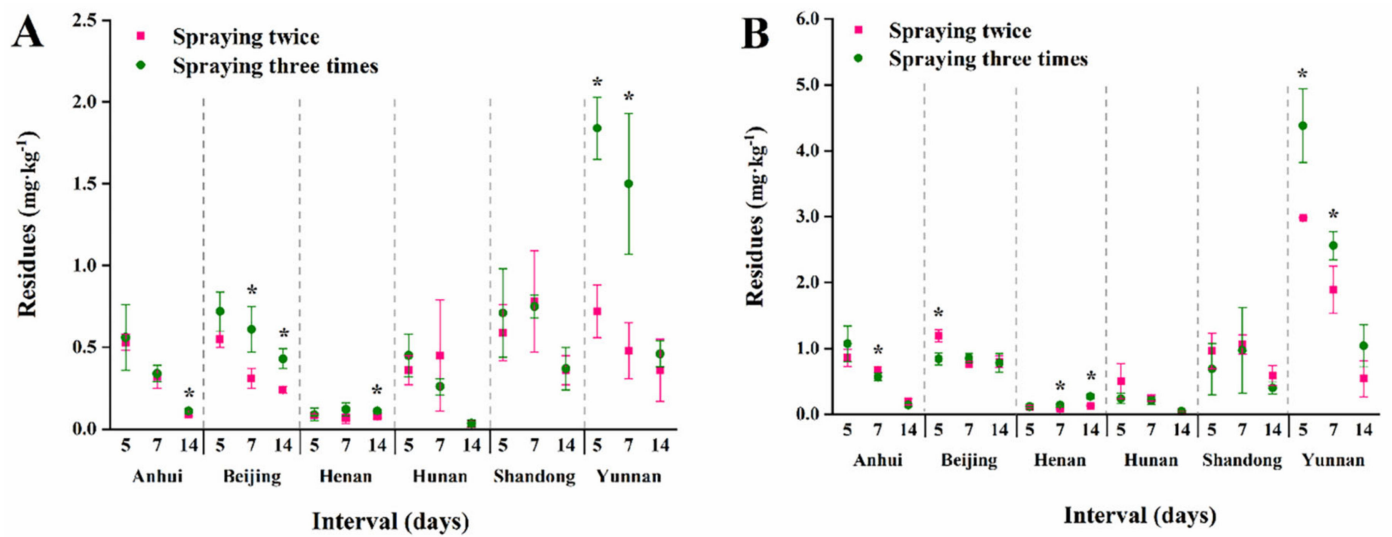 A
Spraying twice
Spraying three times
2.5
2.0
1.5
1.0
0.5
0.0
Residues (mg·kg⁻¹)
* * * * * *
5 7 14 5 7 14 5 7 14 5 7 14 5 7 14 5 7 14
Anhui Beijing Henan Hunan Shandong Yunnan
Interval (days)
B
Spraying twice
Spraying three times
6.0
5.0
4.0
3.0
2.0
1.0
0.0
Residues (mg·kg⁻¹)
* * * * * *
5 7 14 5 7 14 5 7 14 5 7 14 5 7 14 5 7 14
Anhui Beijing Henan Hunan Shandong Yunnan
Interval (days)